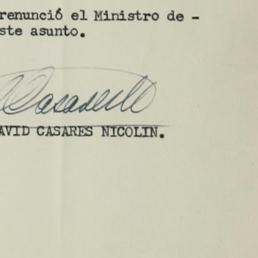 renunció el Ministro de -
ste asunto.
AVID CASARES NICOLIN.